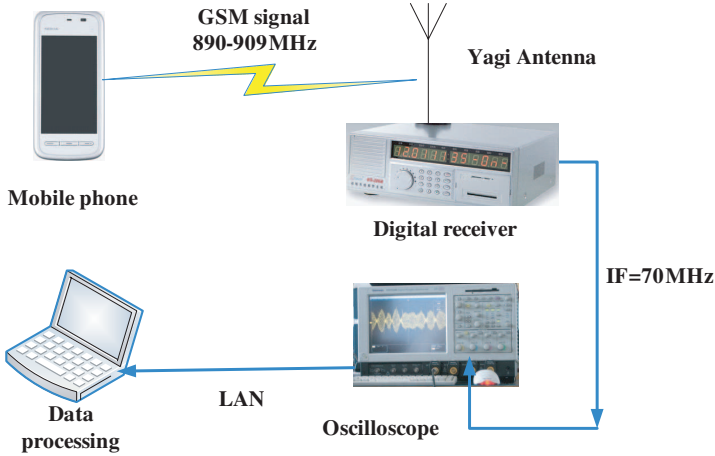 GSM signal
890-909MHz
Yagi Antenna
Mobile phone
Digital receiver
IF=70MHz
LAN
Data
processing
Oscilloscope